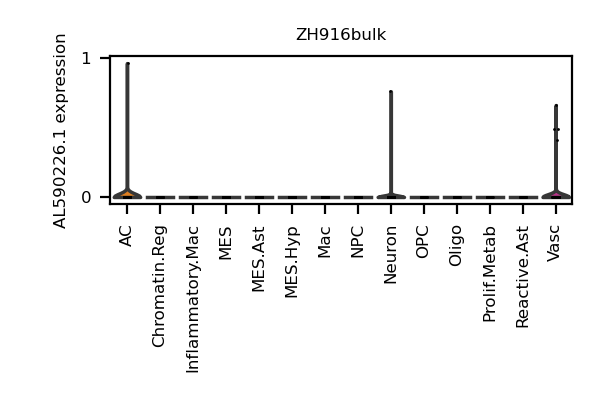 ZH916bulk
AL590226.1 expression
1
0
AC
Chromatin.Reg
Inflammatory.Mac
MES
MES.Ast
MES.Hyp
Mac
NPC
Neuron
OPC
Oligo
Prolif.Metab
Reactive.Ast
Vasc